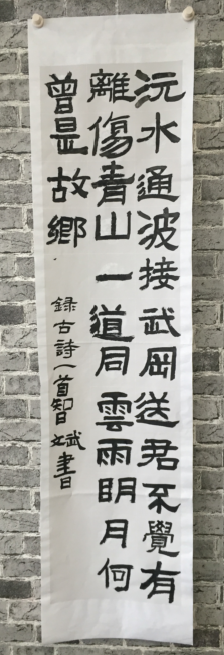 沅水通波接武岡送君不覺有
離傷青山一道同雲雨明月何
曾是故鄉
錄古詩一首智斌書